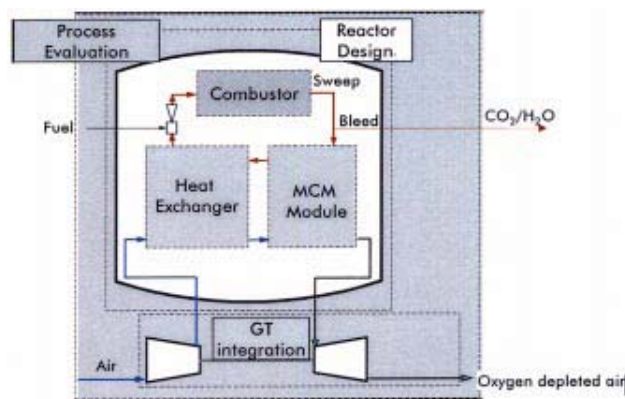 Process
Evaluation
Reactor
Design.
Combustor
Sweep
Bleed
Fuel
CO₂/H₂O
Heat
Exchanger
MCM
Module
GT
integration
Air
Oxygen depleted air